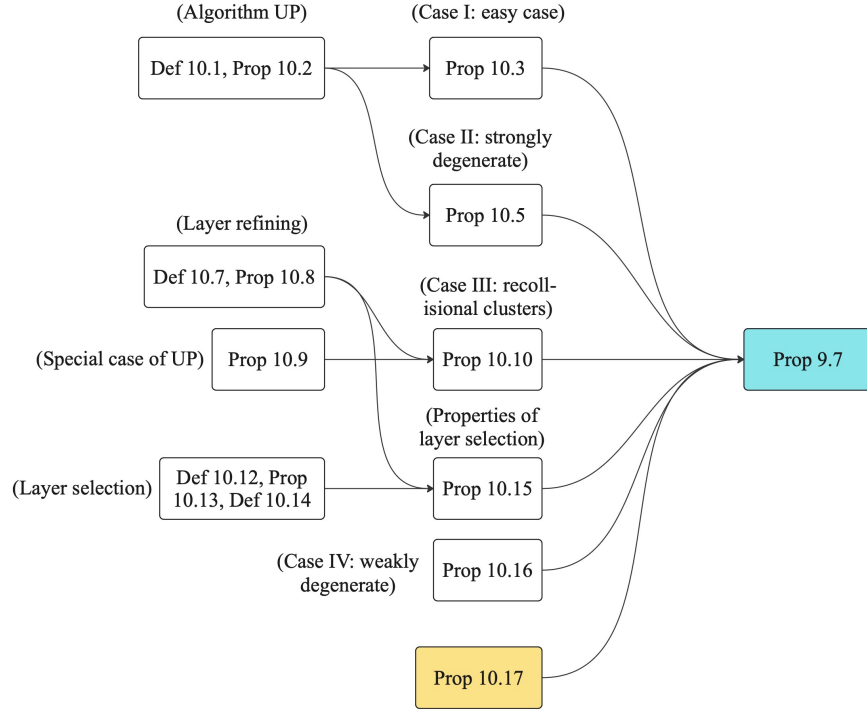 (Algorithm UP)
(Case I: easy case)
Def 10.1, Prop 10.2
Prop 10.3
(Case II: strongly
degenerate)
Prop 10.5
(Layer refining)
Def 10.7, Prop 10.8
(Case III: recoll-
isional clusters)
(Special case of UP)
Prop 10.9
Prop 10.10
Prop 9.7
(Properties of
layer selection)
(Layer selection)
Def 10.12, Prop
10.13, Def 10.14
Prop 10.15
(Case IV: weakly
degenerate)
Prop 10.16
Prop 10.17